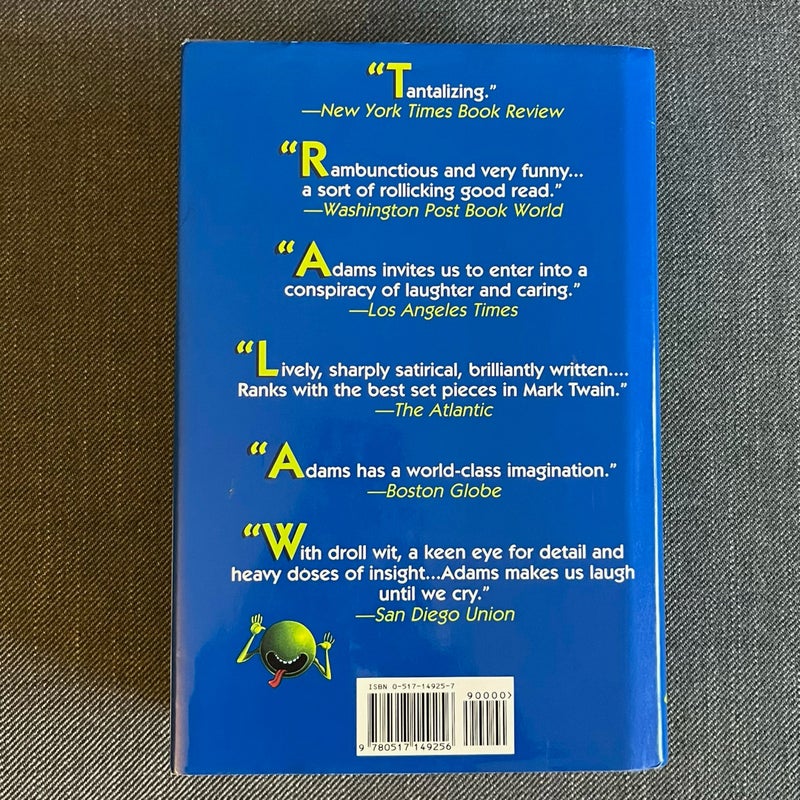 “Tantalizing.”
—New York Times Book Review
“Rambunctious and very funny...
a sort of rollicking good read.”
—Washington Post Book World
“Adams invites us to enter into a
conspiracy of laughter and caring.”
—Los Angeles Times
“Lively, sharply satirical, brilliantly written....
Ranks with the best set pieces in Mark Twain.”
—The Atlantic
“Adams has a world-class imagination.”
—Boston Globe
“With droll wit, a keen eye for detail and
heavy doses of insight...Adams makes us laugh
until we cry.”
—San Diego Union
ISBN 0-517-14925-7
90000>
9 780517 149256